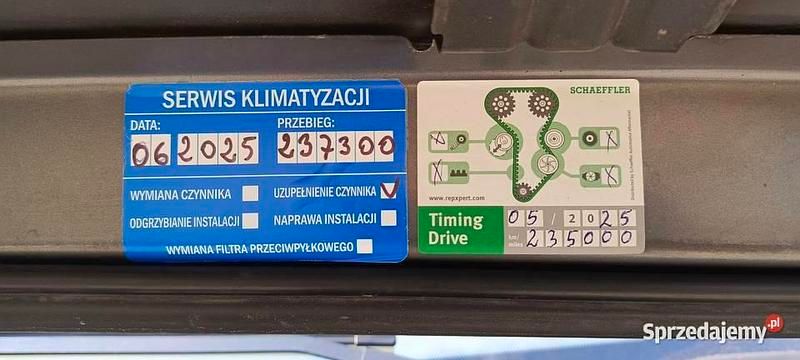 SERWIS KLIMATYZACJI
DATA: PRZEBIEG:
06 2025 237300
WYMIANA CZYNNIKA UZUPEŁNIENIE CZYNNIKA
ODGRZYBIANIE INSTALACJI NAPRAWA INSTALACJI
WYMIANA FILTRA PRZECIWPYŁKOWEGO
SCHAEFFLER
www.repxpert.com
Timing Drive
05 / 2025
km/miles 235000
Sprzedajemy.pl